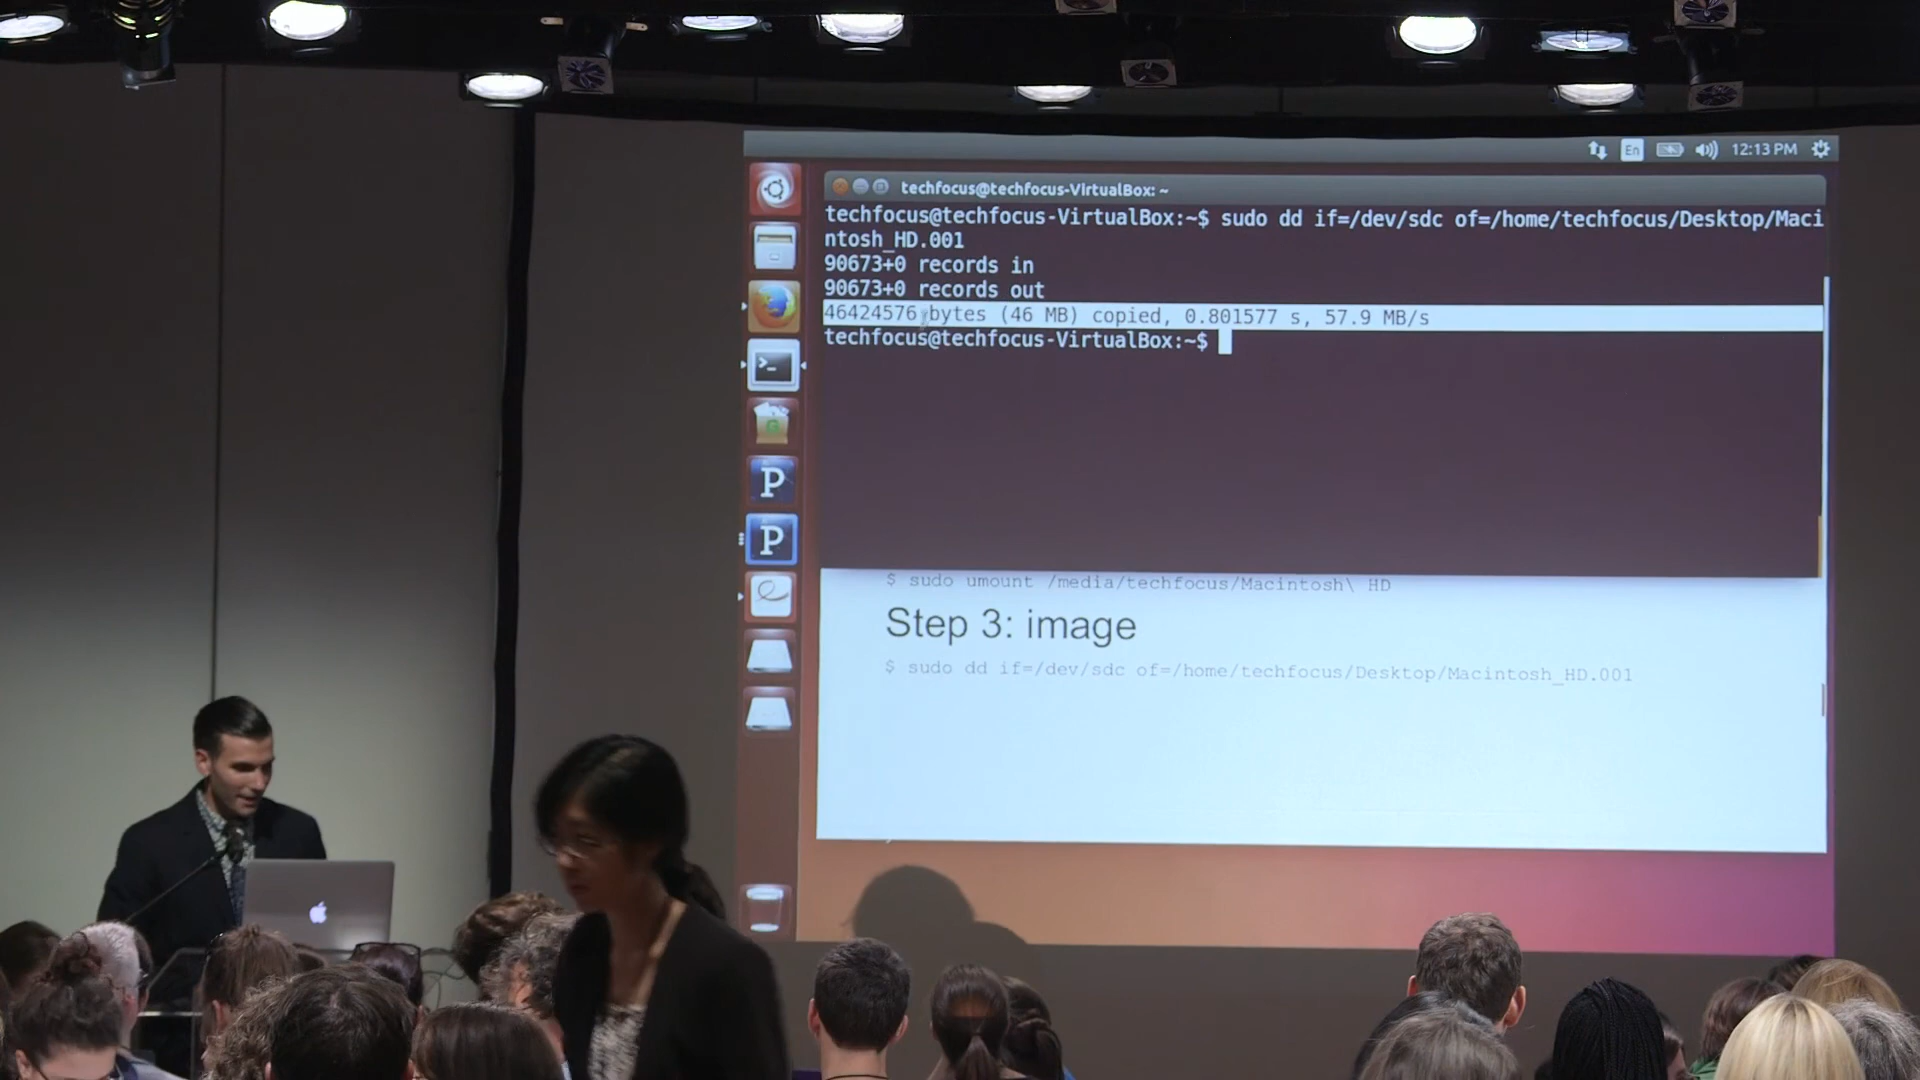 En 12:13 PM
techfocus@techfocus-VirtualBox: ~
techfocus@techfocus-VirtualBox:~$ sudo dd if=/dev/sdc of=/home/techfocus/Desktop/Maci
ntosh_HD.001
90673+0 records in
90673+0 records out
46424576 bytes (46 MB) copied, 0.801577 s, 57.9 MB/s
techfocus@techfocus-VirtualBox:~$
>_
P
P
$ sudo umount /media/techfocus/Macintosh\ HD
Step 3: image
$ sudo dd if=/dev/sdc of=/home/techfocus/Desktop/Macintosh_HD.001